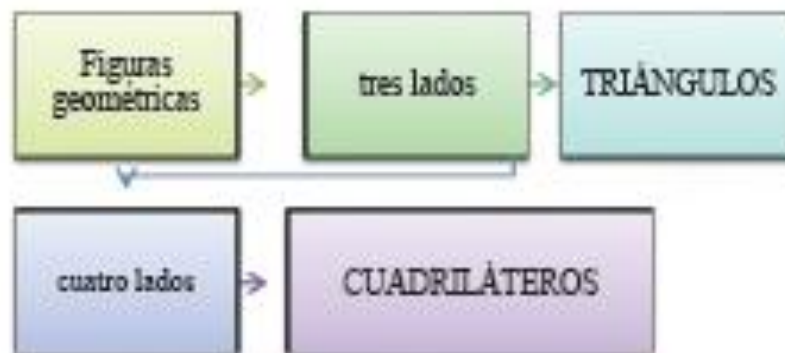 Figuras
geométricas
tres lados
TRIÁNGULOS
cuatro lados
CUADRILÁTEROS